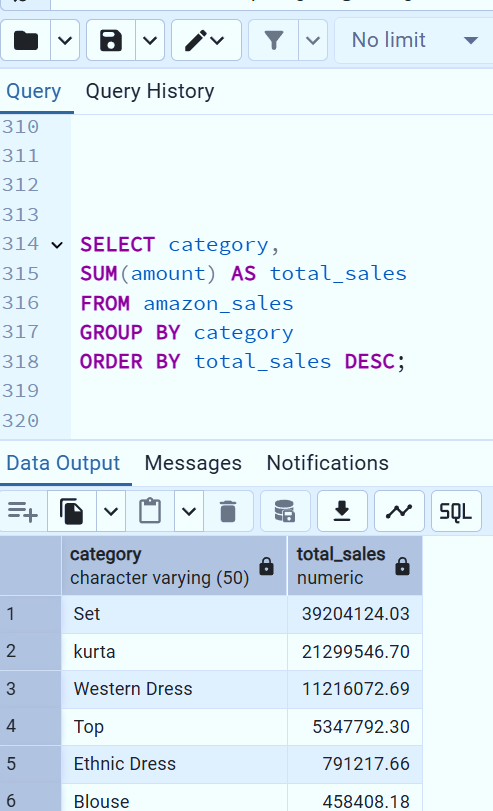 No limit
Query Query History
310
311
312
313
314 SELECT category,
315 SUM(amount) AS total_sales
316 FROM amazon_sales
317 GROUP BY category
318 ORDER BY total_sales DESC;
319
320
Data Output Messages Notifications
SQL
category total_sales
character varying (50) numeric
1 Set 39204124.03
2 kurta 21299546.70
3 Western Dress 11216072.69
4 Top 5347792.30
5 Ethnic Dress 791217.66
6 Blouse 458408.18